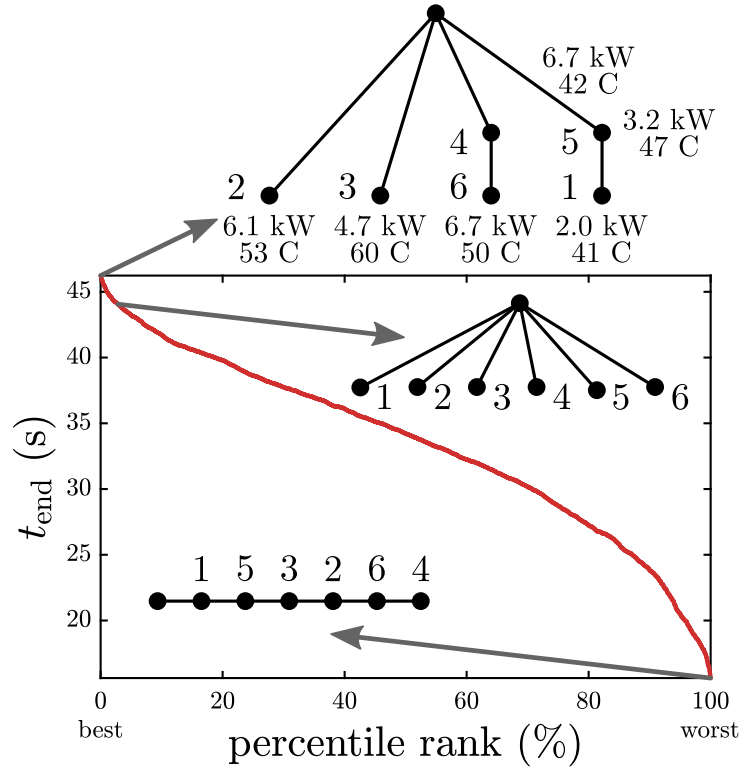 6.7 kW
42 C
4
5
3.2 kW
47 C
2
3
6
1
6.1 kW
53 C
4.7 kW
60 C
6.7 kW
50 C
2.0 kW
41 C
45
40
35
30
25
20
t_end (s)
1 2 3 4 5 6
1 5 3 2 6 4
0 20 40 60 80 100
best worst
percentile rank (%)